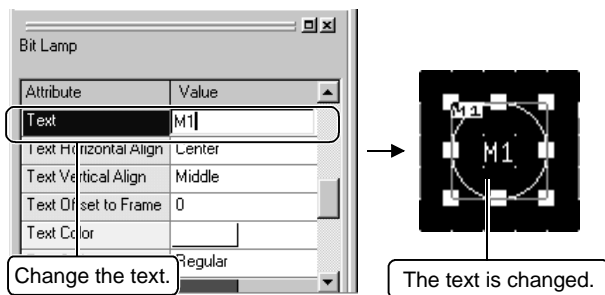 Bit Lamp
Attribute Value
Text M1
Text Horizontal Align Center
Text Vertical Align Middle
Text Offset to Frame 0
Text Color
Regular
Change the text.
M1
M1
The text is changed.